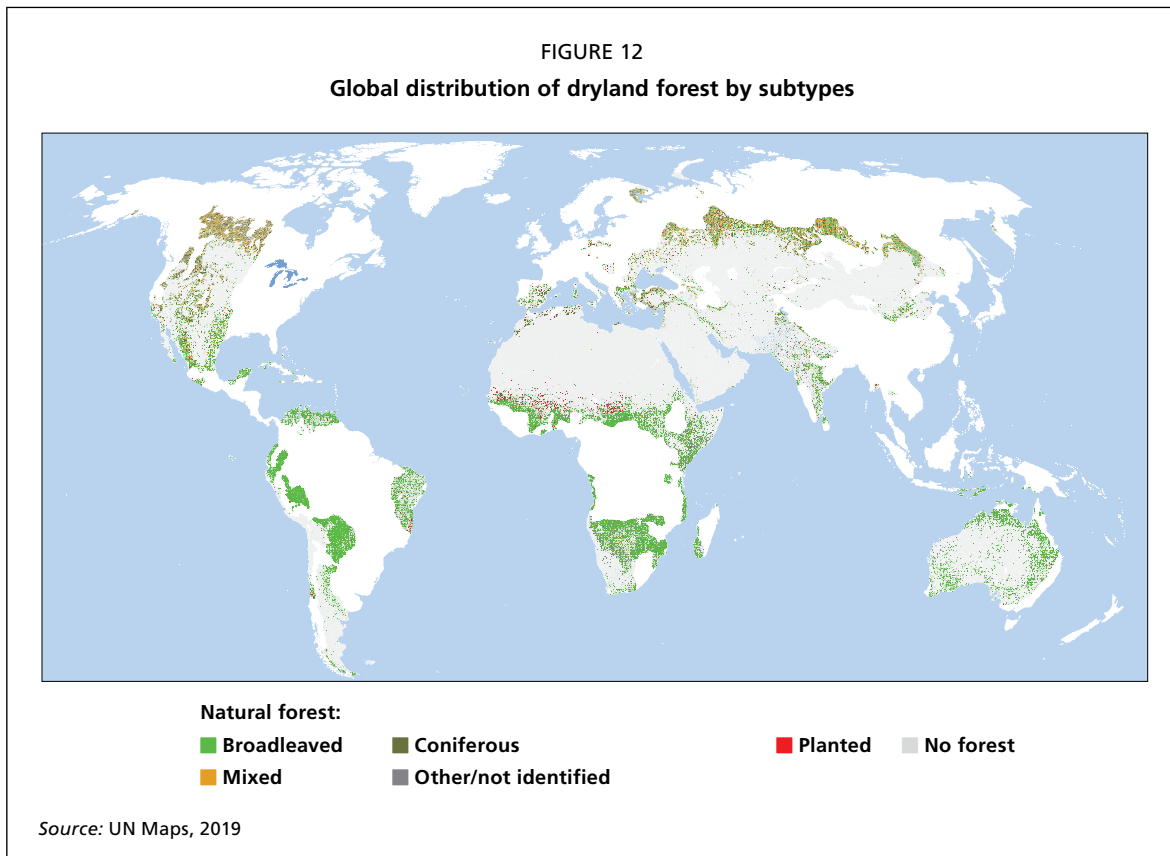 FIGURE 12
Global distribution of dryland forest by subtypes
Natural forest:
Broadleaved Coniferous Planted No forest
Mixed Other/not identified
Source: UN Maps, 2019